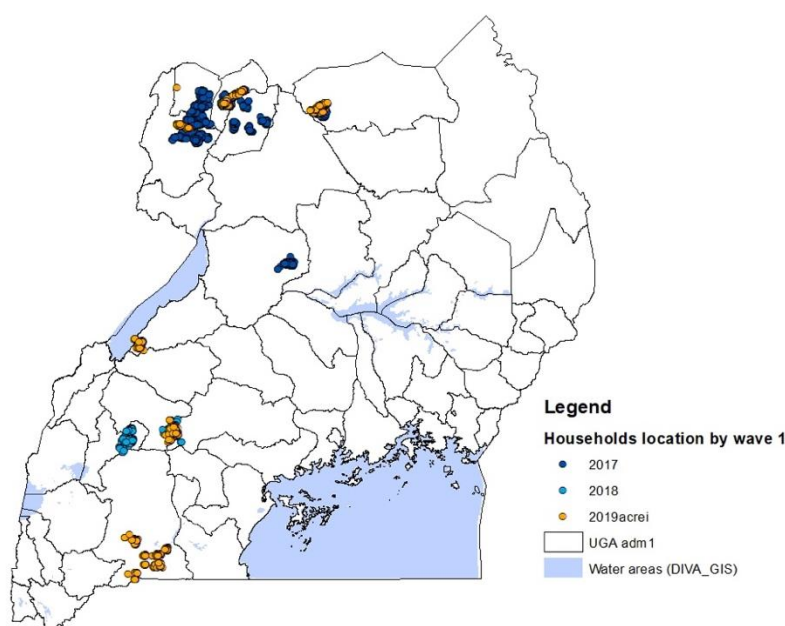 Legend
Households location by wave 1
2017
2018
2019acrei
UGA adm1
Water areas (DIVA_GIS)